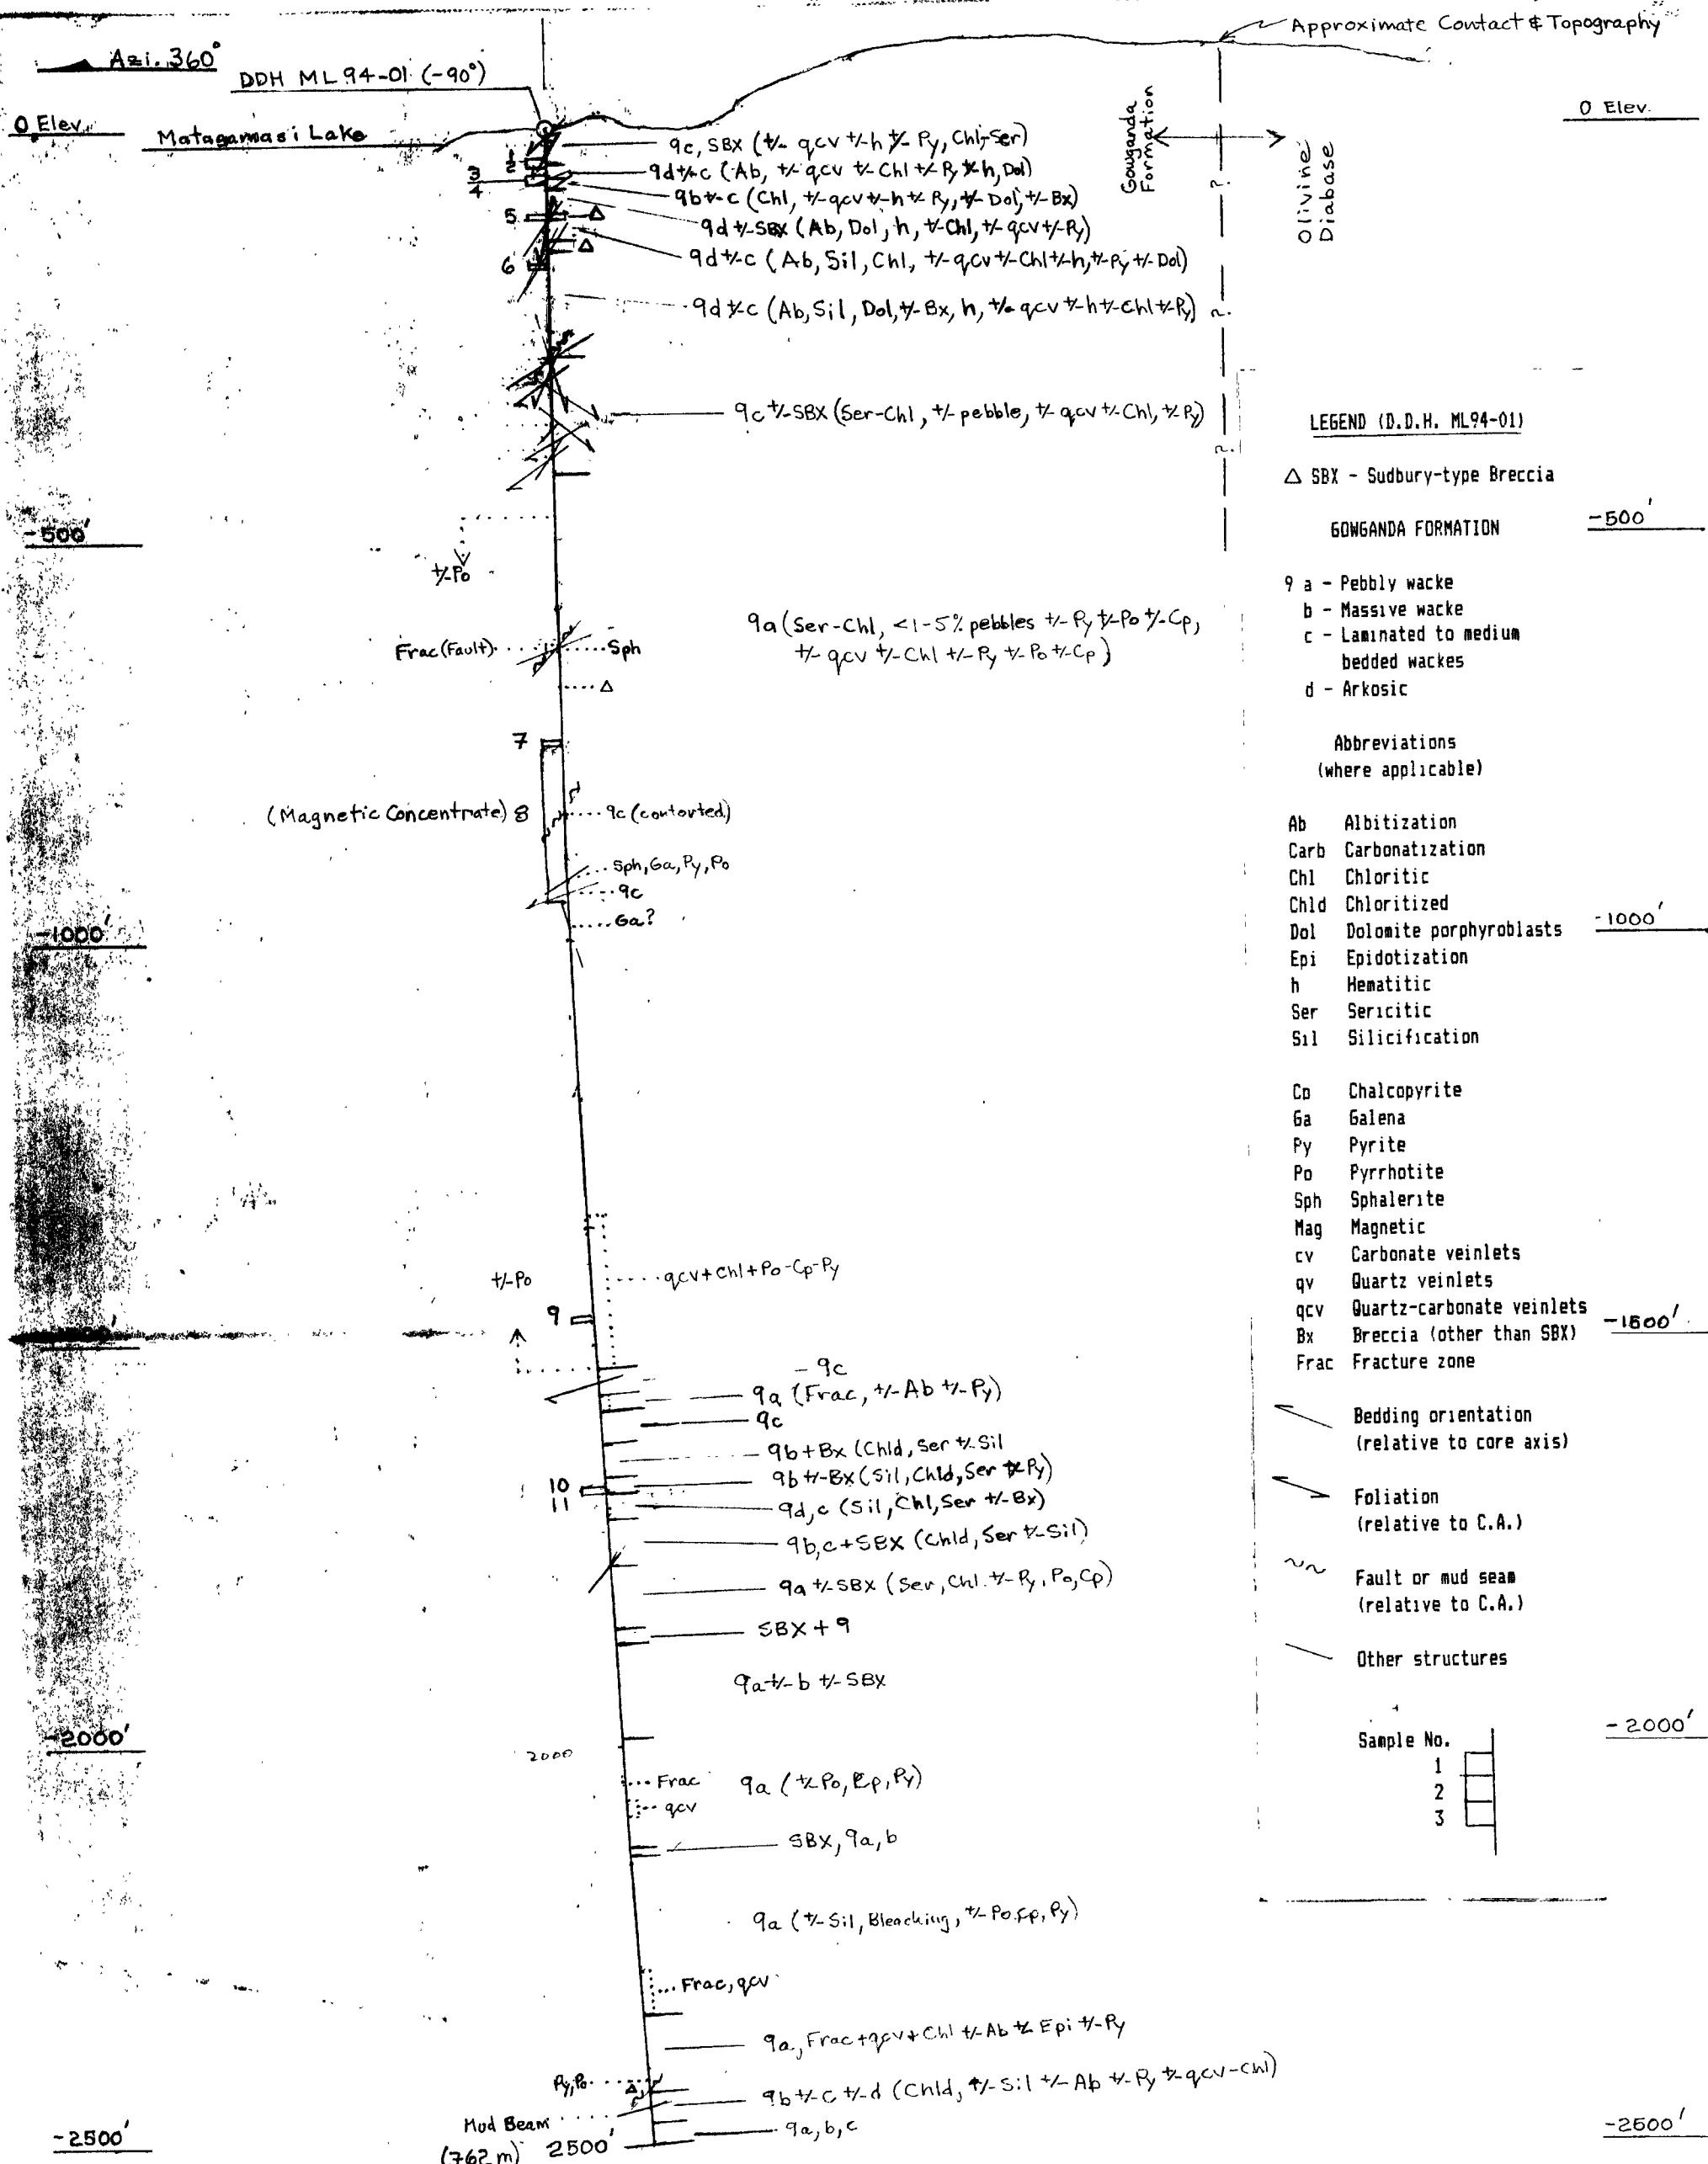 Approximate Contact & Topography
Azi. 360°
DDH ML 94-01 (-90°)
0 Elev.
0 Elev.
Matagamasi Lake
Gowganda
Formation
Olivine
Diabase
9c, SBX (+/- qcv +/-h +/- Py, Chl-Ser)
1
2
9d+/-c (Ab, +/- qcv +/- Chl +/- Py +/- h, Dol)
3
4
9b+/-c (Chl, +/-qcv +/-h +/- Py, +/- Dol, +/- Bx)
5
Δ
9d +/-SBX (Ab, Dol, h, +/-Chl, +/- qcv +/-Py)
Δ
6
9d+/-c (Ab, Sil, Chl, +/-qcv +/-Chl +/-h, +/-Py +/- Dol)
9d +/-c (Ab, Sil, Dol, +/- Bx, h, +/- qcv +/-h +/-Chl +/-Py)
9c +/-SBX (Ser-Chl, +/- pebble, +/- qcv +/- Chl, +/- Py)
LEGEND (D.D.H. ML94-01)
Δ SBX - Sudbury-type Breccia
-500'
-500'
GOWGANDA FORMATION
+/-Po
9 a - Pebbly wacke
b - Massive wacke
c - Laminated to medium
bedded wackes
d - Arkosic
9a (Ser-Chl, <1-5% pebbles +/- Py +/-Po +/-Cp,
+/- qcv +/-Chl +/-Py +/-Po +/-Cp)
Frac (Fault)
Sph
Δ
7
(Magnetic Concentrate) 8
9c (contorted)
Sph, Ga, Py, Po
9c
Ga?
Abbreviations
(where applicable)
Ab Albitization
Carb Carbonatization
Chl Chloritic
Chld Chloritized
Dol Dolomite porphyroblasts
Epi Epidotization
h Hematitic
Ser Sericitic
Sil Silicification
-1000'
-1000'
Cp Chalcopyrite
Ga Galena
Py Pyrite
Po Pyrrhotite
Sph Sphalerite
Mag Magnetic
cv Carbonate veinlets
qv Quartz veinlets
qcv Quartz-carbonate veinlets
Bx Breccia (other than SBX)
Frac Fracture zone
-1500'
+/-Po
qcv+Chl+Po-Cp-Py
9
- 9c
9a (Frac, +/-Ab +/-Py)
9c
9b+Bx (Chld, Ser +/- Sil
9b +/-Bx (Sil, Chld, Ser +/- Py)
10
11
9d, c (Sil, Chl, Ser +/-Bx)
9b,c+SBX (Chld, Ser +/-Sil)
9a +/-SBX (Ser, Chl. +/-Py, Po, Cp)
SBX + 9
9a +/-b +/-SBX
Bedding orientation
(relative to core axis)
Foliation
(relative to C.A.)
Fault or mud seam
(relative to C.A.)
Other structures
Sample No.
1
2
3
-2000'
-2000'
2000
Frac
9a (+/- Po, Cp, Py)
qcv
SBX, 9a, b
9a (+/-Sil, Bleaching, +/-Po, Cp, Py)
Frac, qcv
9a, Frac+qcv+Chl +/-Ab +/- Epi +/-Py
Py, Po
Δ
9b +/-c +/-d (Chld, +/-Sil +/-Ab +/-Py +/-qcv-Chl)
Mud Beam
9a, b, c
-2500'
(762 m) 2500'
-2500'